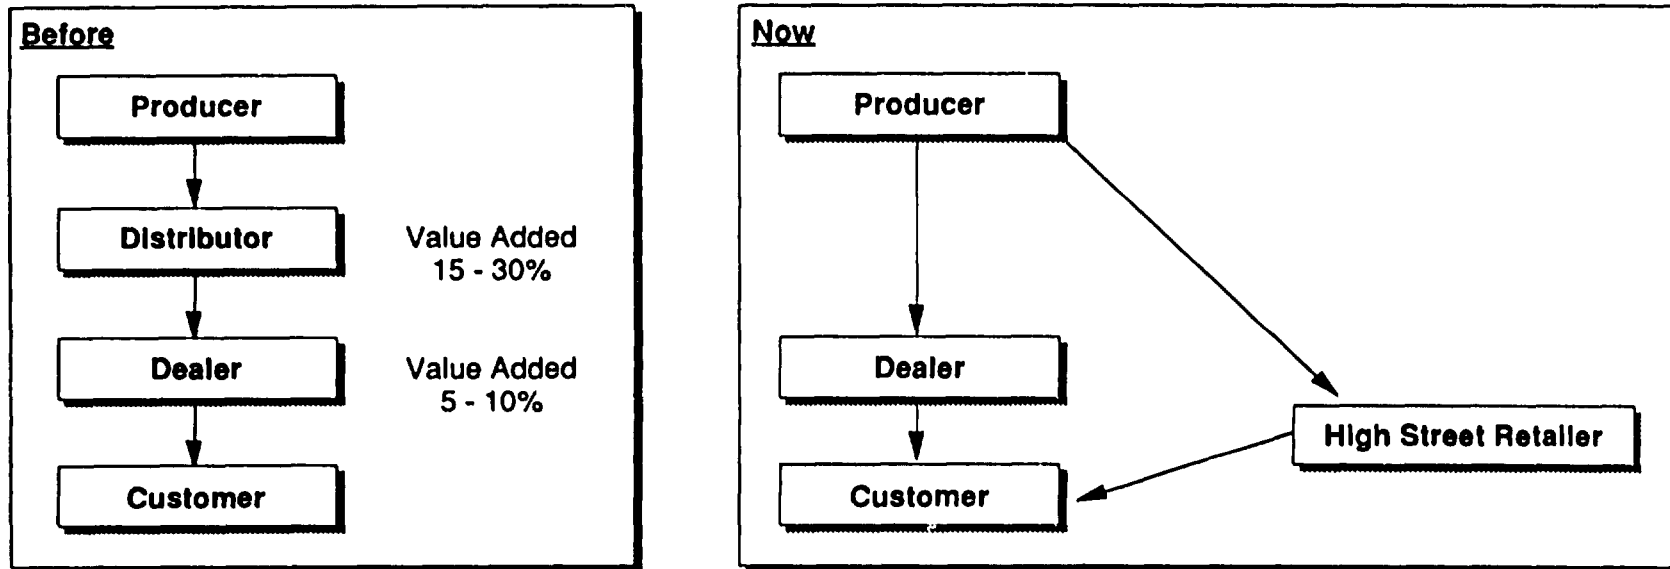 Before
Producer
Distributor
Value Added
15 - 30%
Dealer
Value Added
5 - 10%
Customer
Now
Producer
Dealer
High Street Retailer
Customer